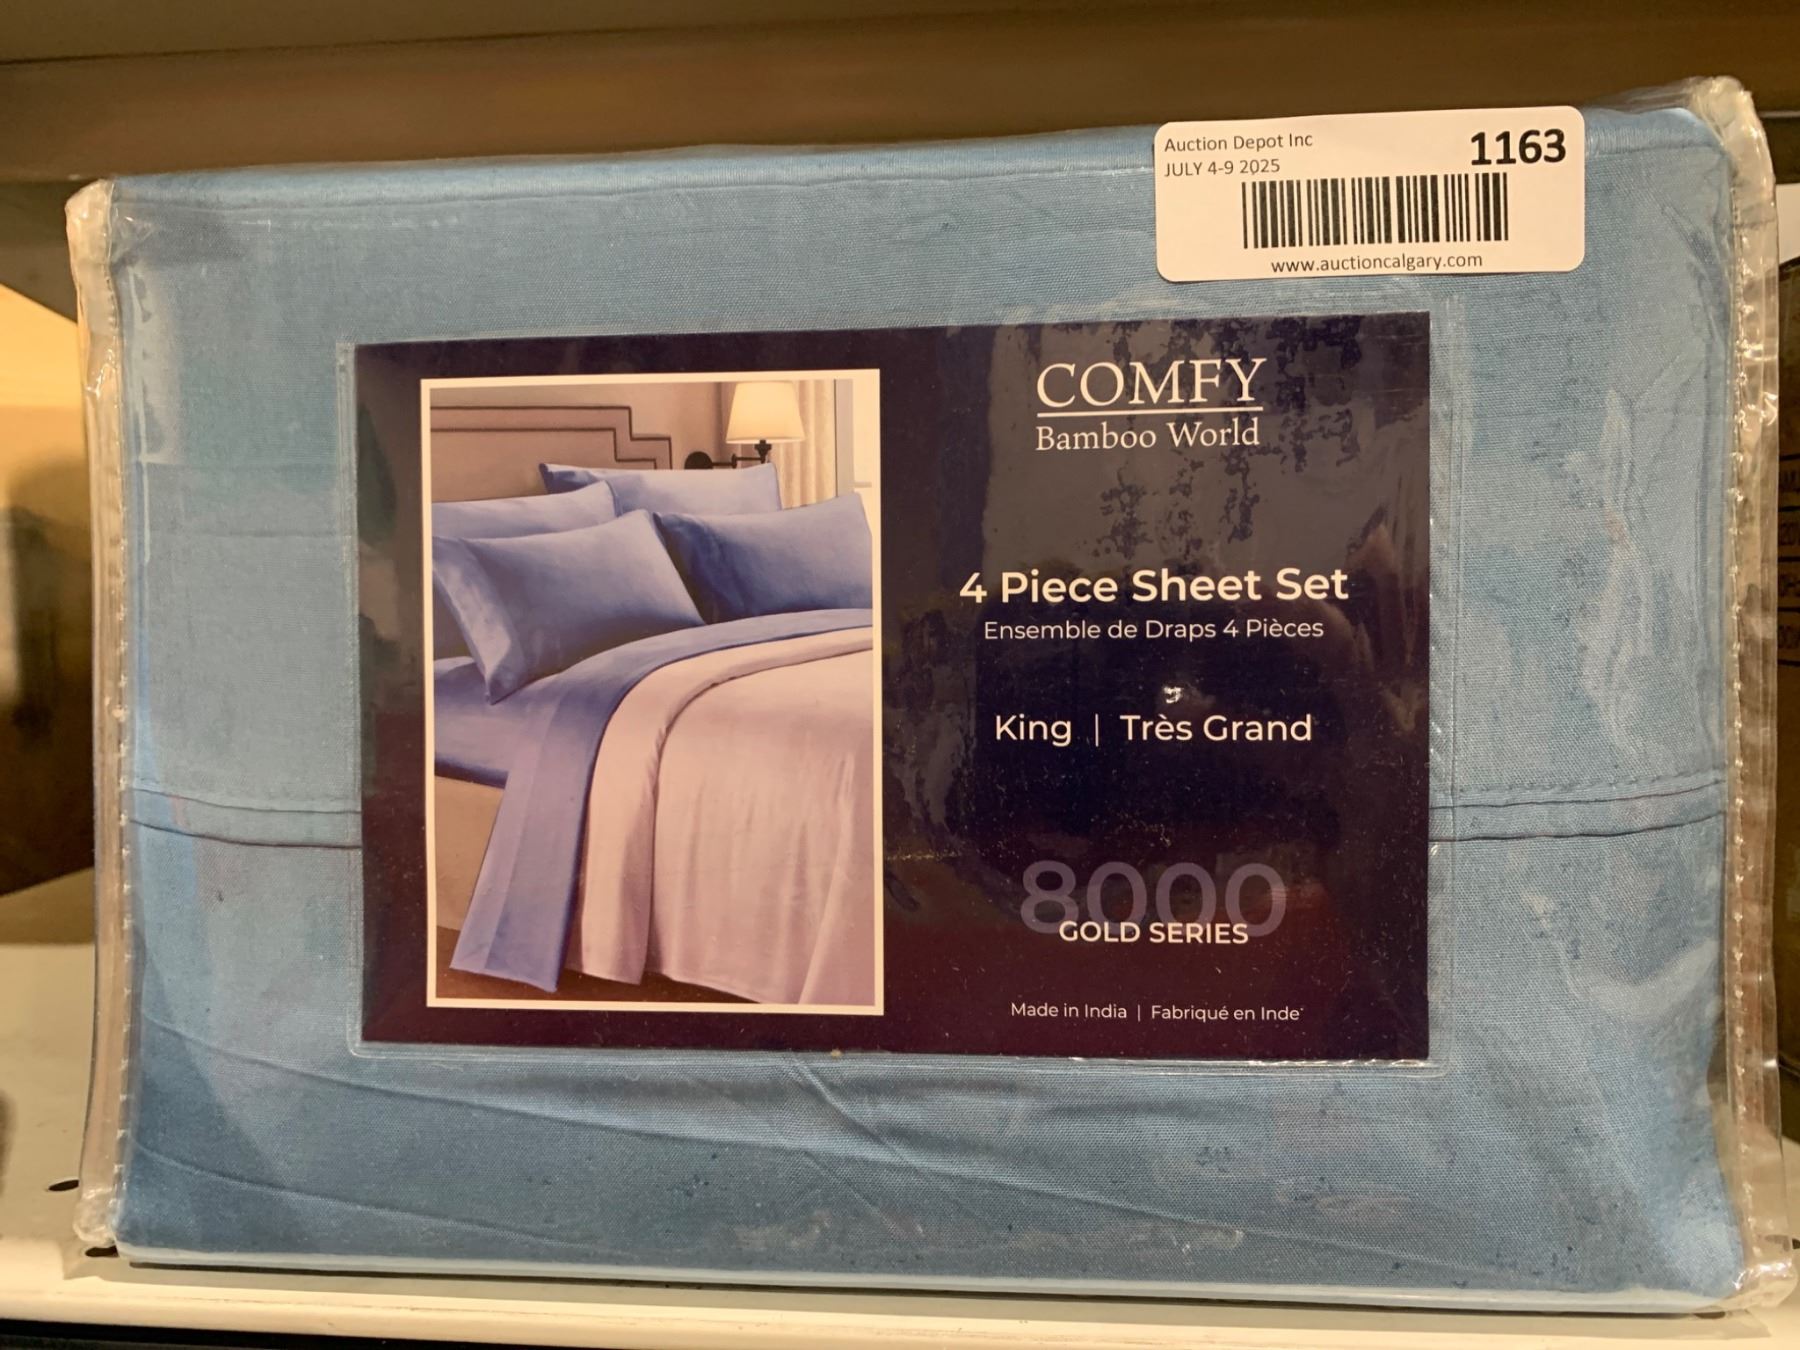 Auction Depot Inc
1163
JULY 4-9 2025
www.auctioncalgary.com
COMFY
Bamboo World
4 Piece Sheet Set
Ensemble de Draps 4 Pièces
King | Très Grand
8000
GOLD SERIES
Made in India | Fabriqué en Inde